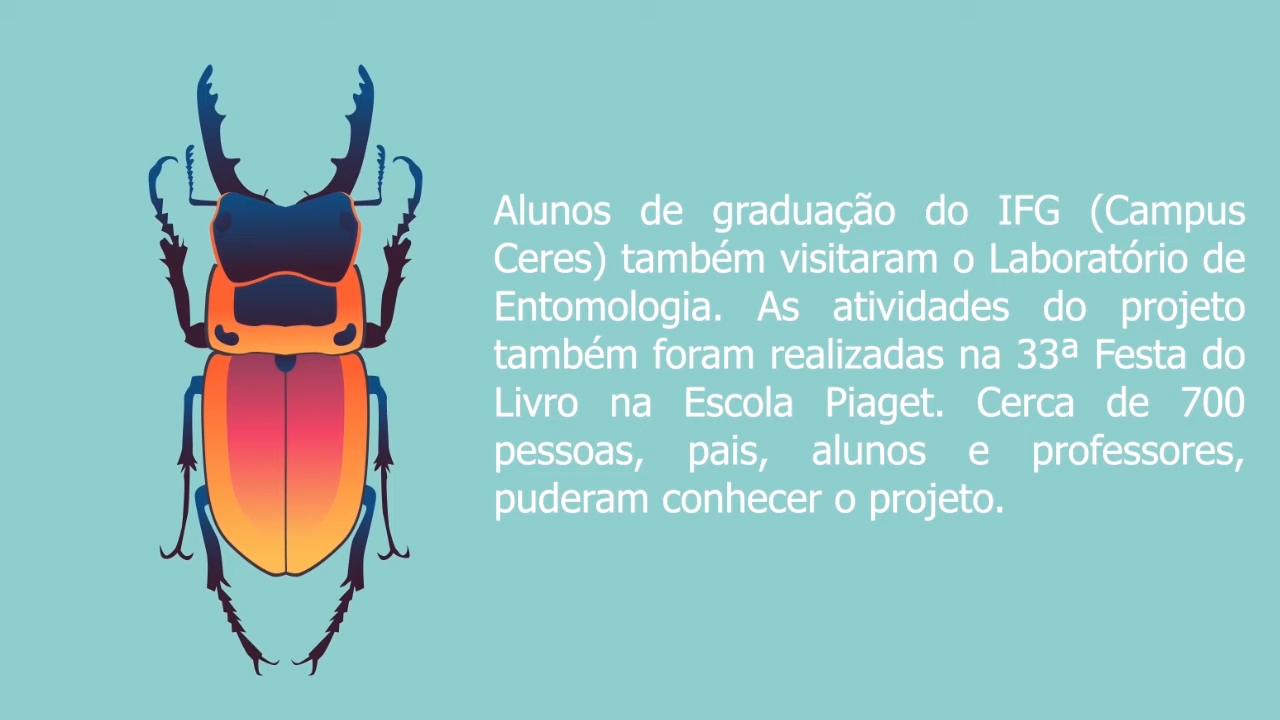 Alunos de graduação do IFG (Campus
Ceres) também visitaram o Laboratório de
Entomologia. As atividades do projeto
também foram realizadas na 33ª Festa do
Livro na Escola Piaget. Cerca de 700
pessoas, pais, alunos e professores,
puderam conhecer o projeto.